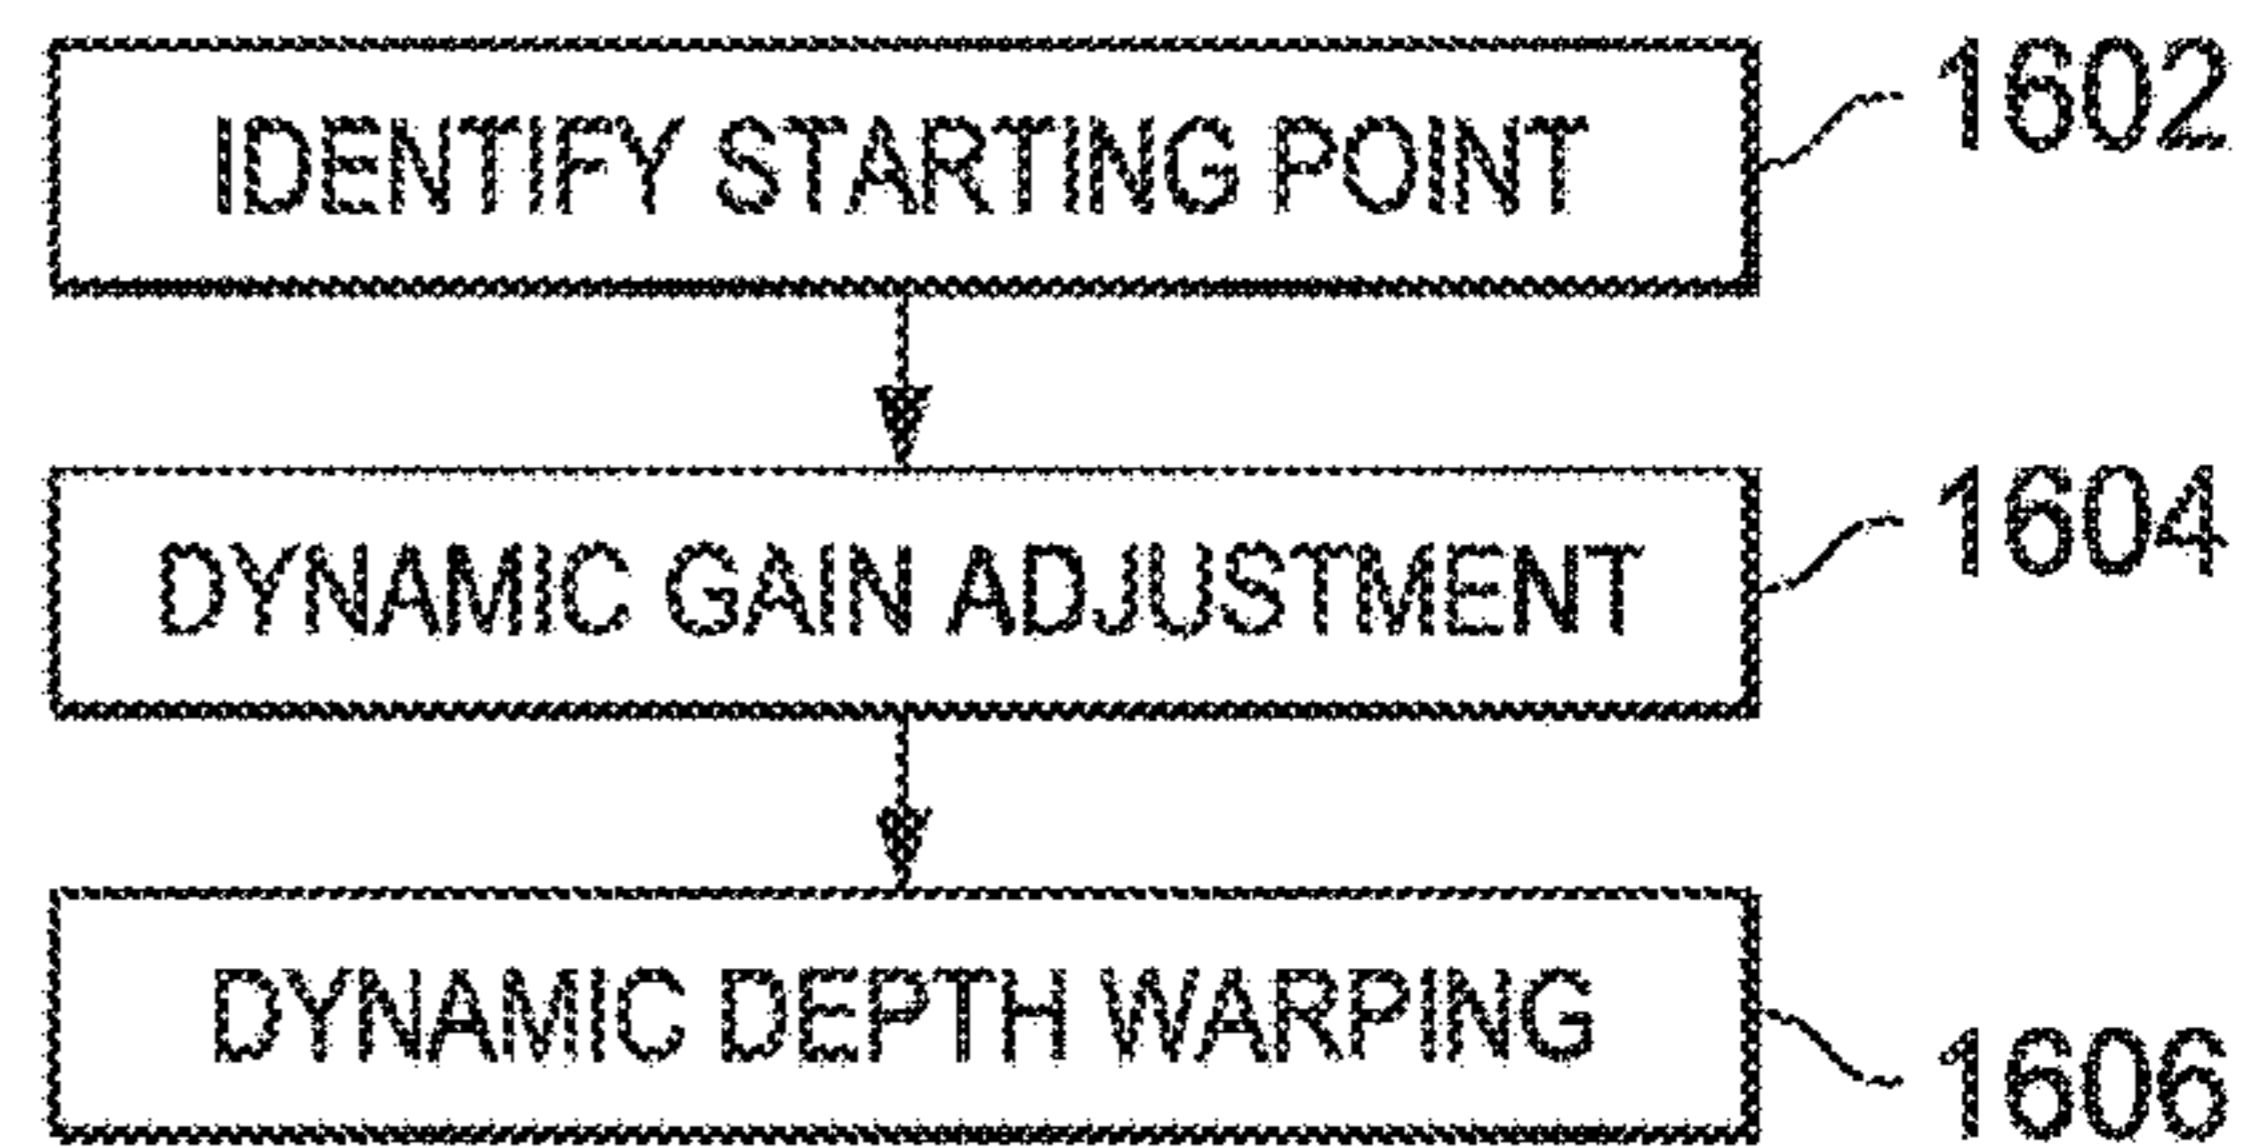 IDENTIFY STARTING POINT
1602
DYNAMIC GAIN ADJUSTMENT
1604
DYNAMIC DEPTH WARPING
1606